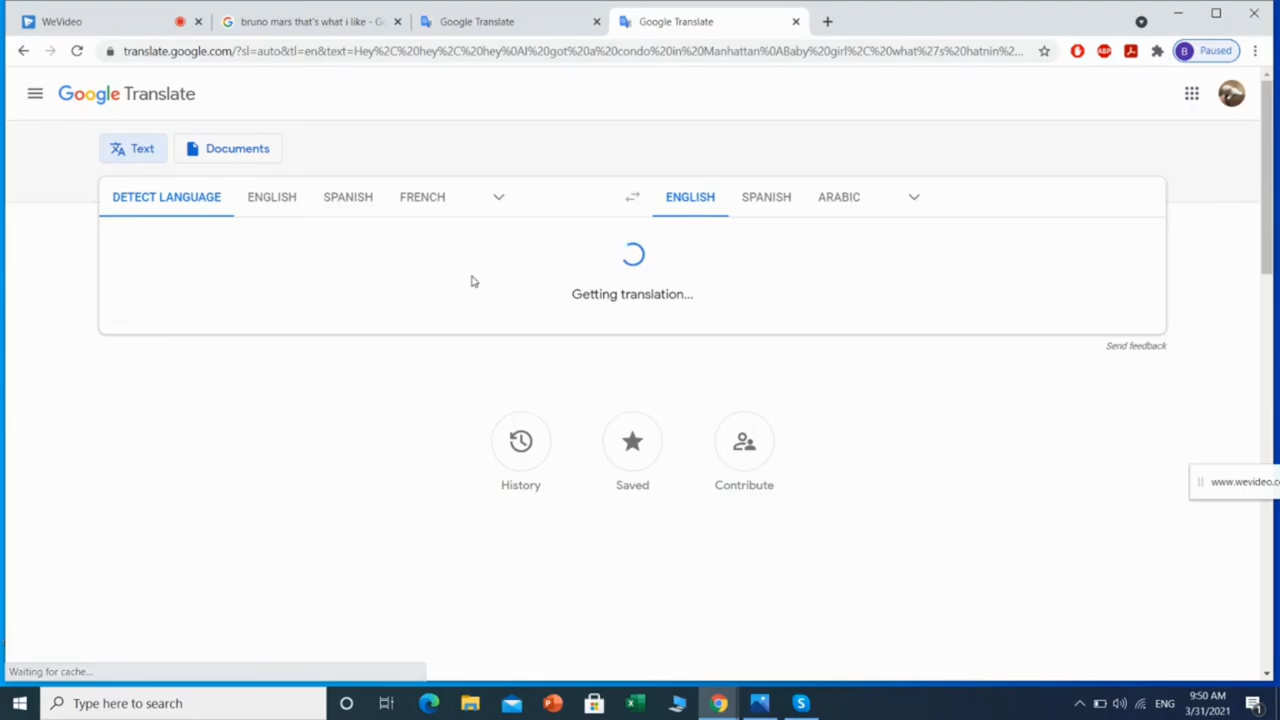 WeVideo
bruno mars that's what i like - Go
Google Translate
Google Translate
translate.google.com/?sl=auto&tl=en&text=Hey%2C%20hey%2C%20hey%0AI%20got%20a%20condo%20in%20Manhattan%0ABaby%20girl%2C%20what%27s%20hatnin%2...
ABP
B
Paused
Google Translate
Text
Documents
DETECT LANGUAGE
ENGLISH
SPANISH
FRENCH
ENGLISH
SPANISH
ARABIC
Getting translation...
Send feedback
History
Saved
Contribute
www.wevideo.c
Waiting for cache...
Type here to search
ENG
9:50 AM
3/31/2021
1